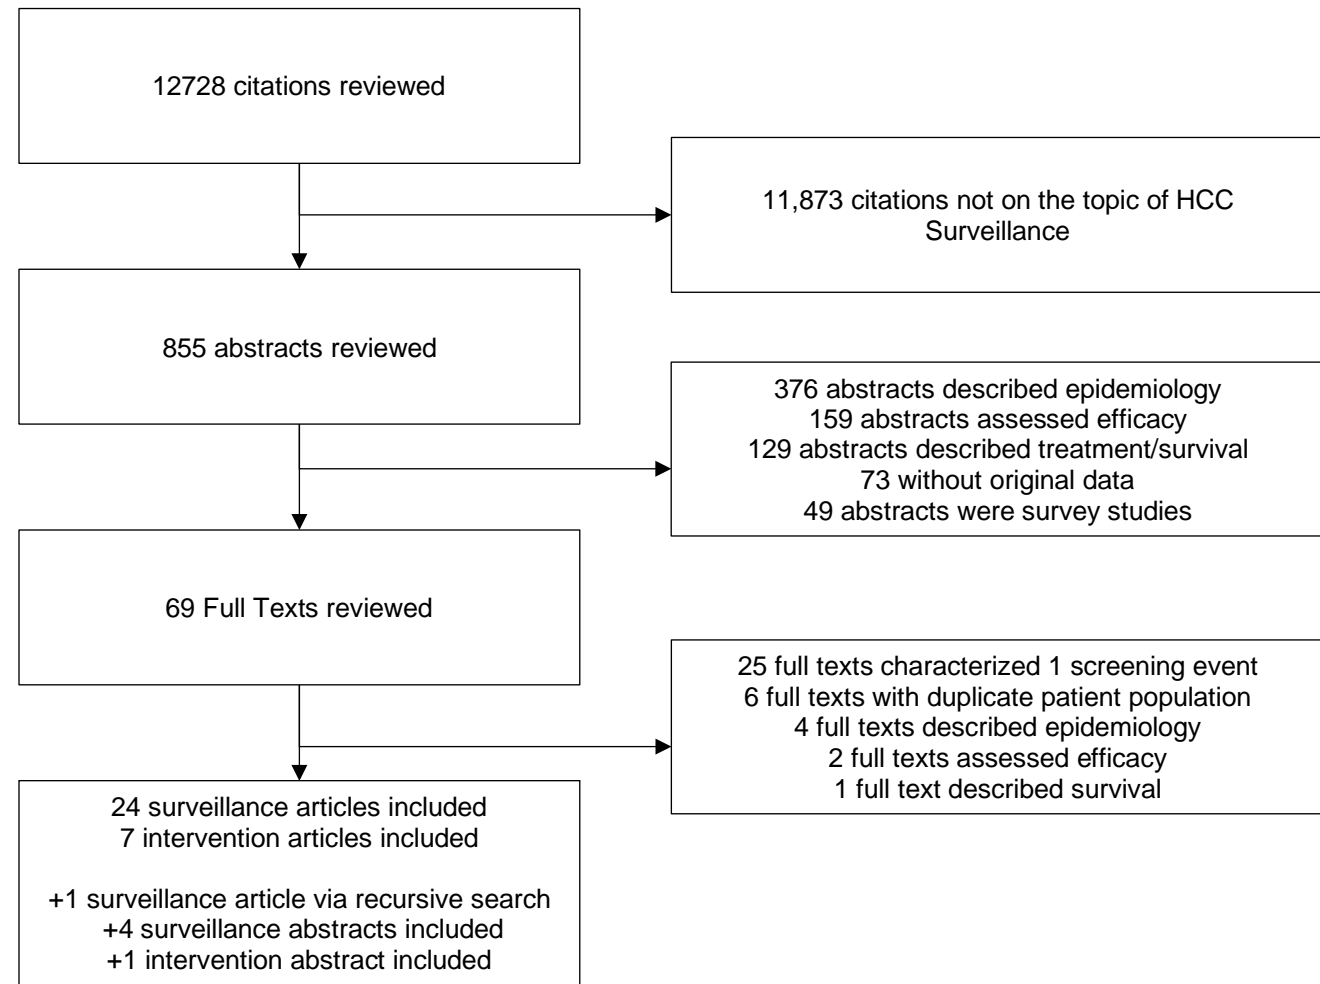 12728 citations reviewed
11,873 citations not on the topic of HCC
Surveillance
855 abstracts reviewed
376 abstracts described epidemiology
159 abstracts assessed efficacy
129 abstracts described treatment/survival
73 without original data
49 abstracts were survey studies
69 Full Texts reviewed
25 full texts characterized 1 screening event
6 full texts with duplicate patient population
4 full texts described epidemiology
2 full texts assessed efficacy
1 full text described survival
24 surveillance articles included
7 intervention articles included
+1 surveillance article via recursive search
+4 surveillance abstracts included
+1 intervention abstract included